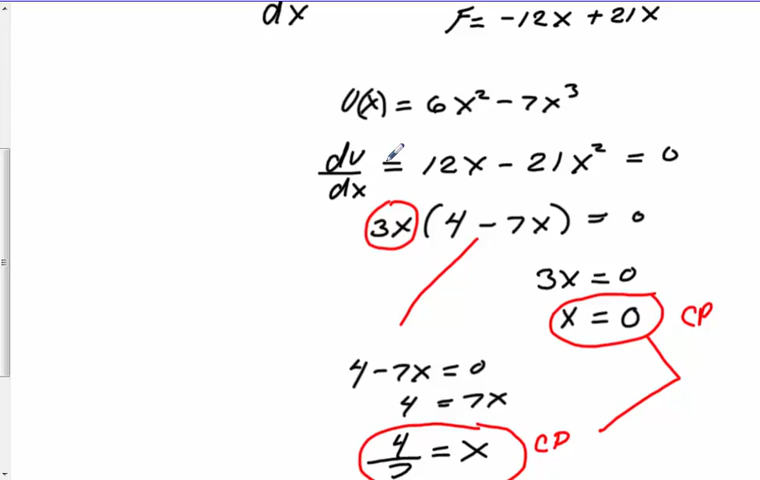 dx F = -12x + 21x
U(x) = 6x² - 7x³
dU/dx = 12x - 21x² = 0
3x(4 - 7x) = 0
3x = 0
x = 0 CP
4 - 7x = 0
4 = 7x
4/7 = x CP